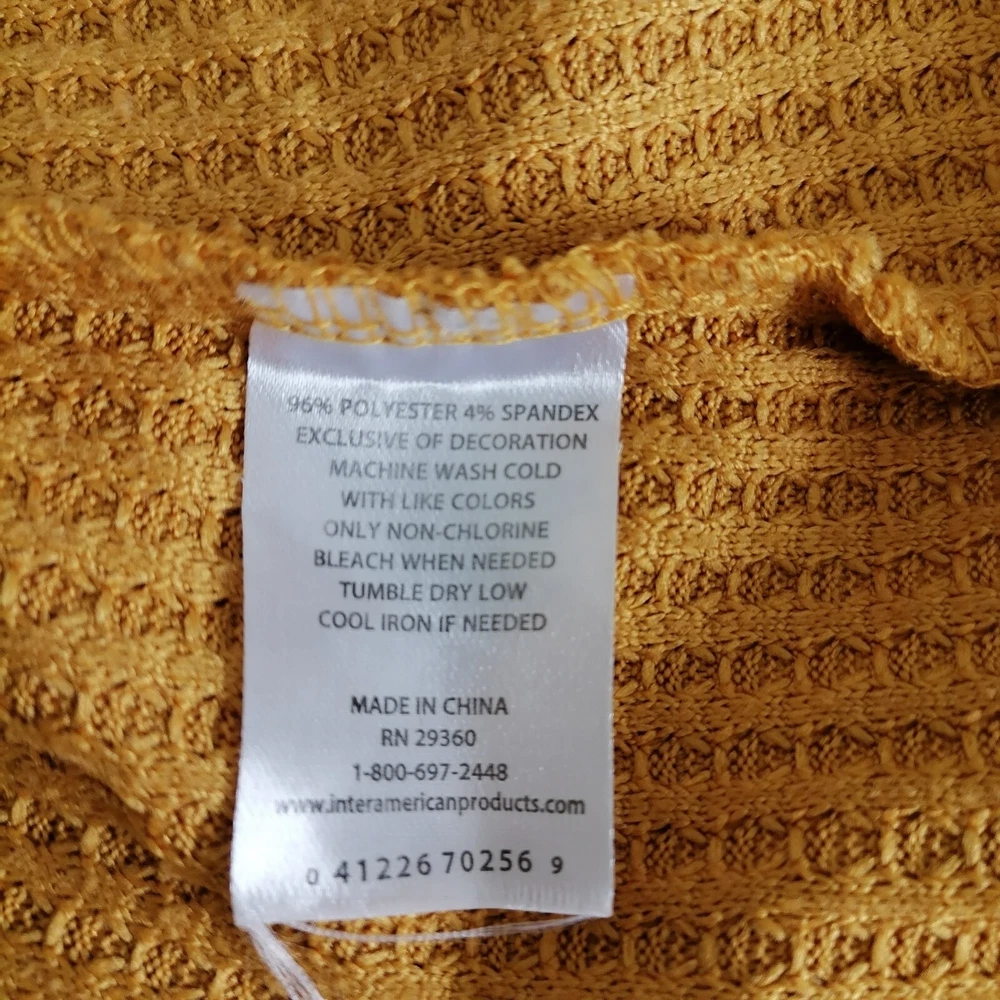 96% POLYESTER 4% SPANDEX
EXCLUSIVE OF DECORATION
MACHINE WASH COLD
WITH LIKE COLORS
ONLY NON-CHLORINE
BLEACH WHEN NEEDED
TUMBLE DRY LOW
COOL IRON IF NEEDED
MADE IN CHINA
RN 29360
1-800-697-2448
www.interamericanproducts.com
0 41226 70256 9